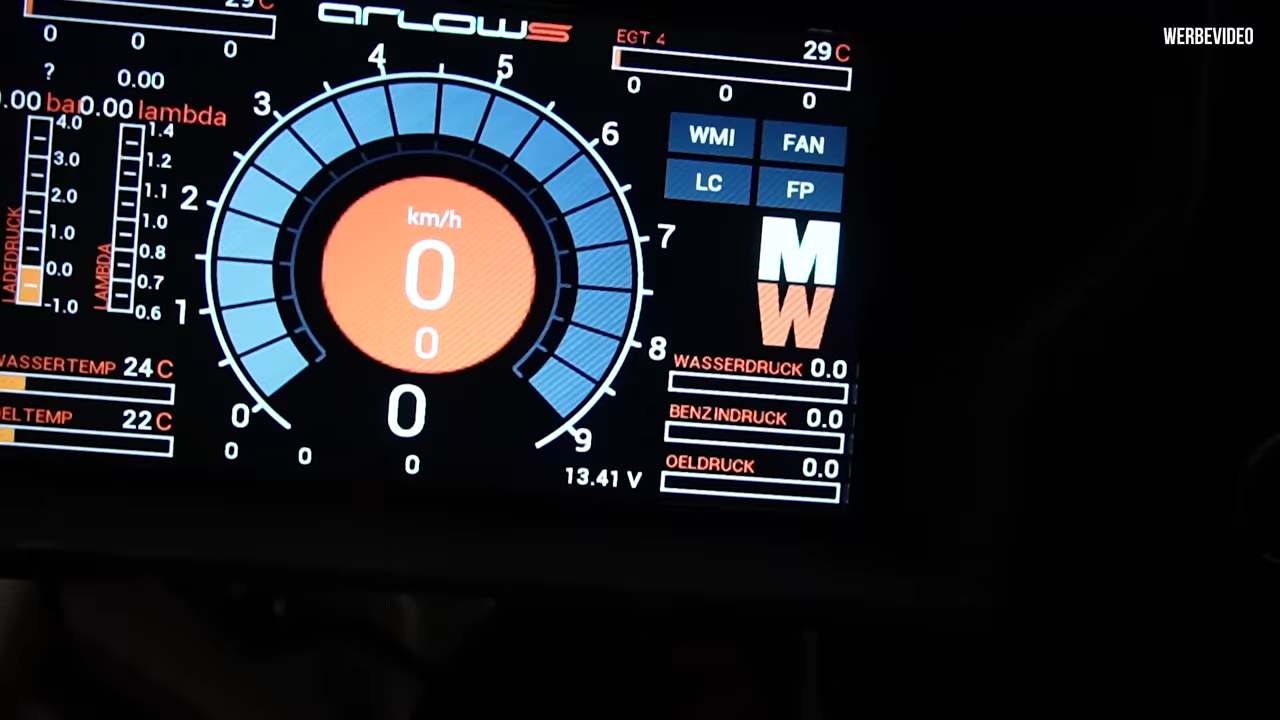 29 C
arlows
WERBEVIDEO
0 0 0
EGT 4 29 C
0 0 0
? 0.00
0.00 bar 0.00 lambda
4.0
3.0
2.0
1.0
0.0
-1.0
LADEDRUCK
1.4
1.2
1.1
1.0
0.8
0.7
0.6
LAMBDA
0
1
2
3
4
5
6
7
8
9
km/h
0
0
0
WMI FAN
LC FP
M
W
WASSERTEMP 24 C
OELTEMP 22 C
0 0 0
13.41 V
WASSERDRUCK 0.0
BENZINDRUCK 0.0
OELDRUCK 0.0